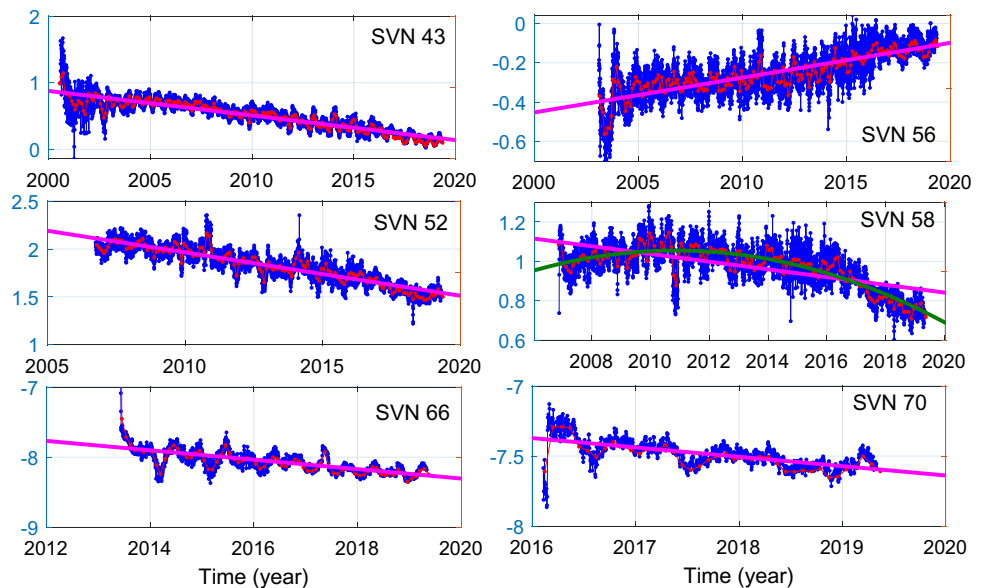 2
1
0
SVN 43
2000 2005 2010 2015 2020
0
-0.2
-0.4
-0.6
SVN 56
2000 2005 2010 2015 2020
2.5
2
1.5
1
SVN 52
2005 2010 2015 2020
1.2
1
0.8
0.6
SVN 58
2008 2010 2012 2014 2016 2018 2020
-7
-8
-9
SVN 66
2012 2014 2016 2018 2020
Time (year)
-7
-7.5
-8
SVN 70
2016 2017 2018 2019 2020
Time (year)